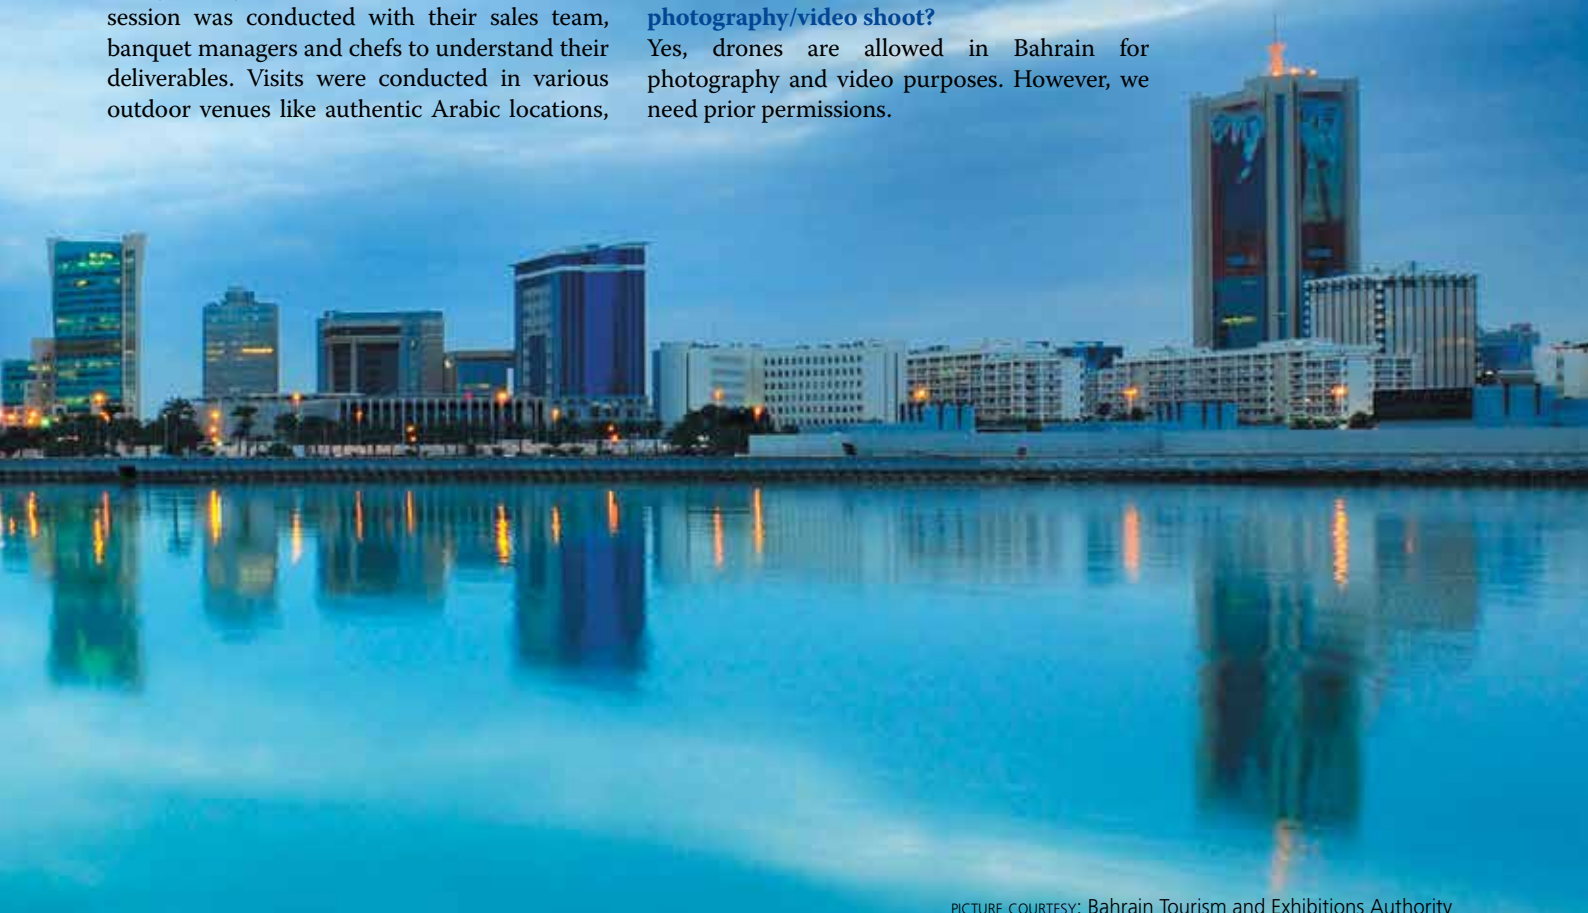 session was conducted with their sales team,
banquet managers and chefs to understand their
deliverables. Visits were conducted in various
outdoor venues like authentic Arabic locations,
photography/video shoot?
Yes, drones are allowed in Bahrain for
photography and video purposes. However, we
need prior permissions.
PICTURE COURTESY: Bahrain Tourism and Exhibitions Authority